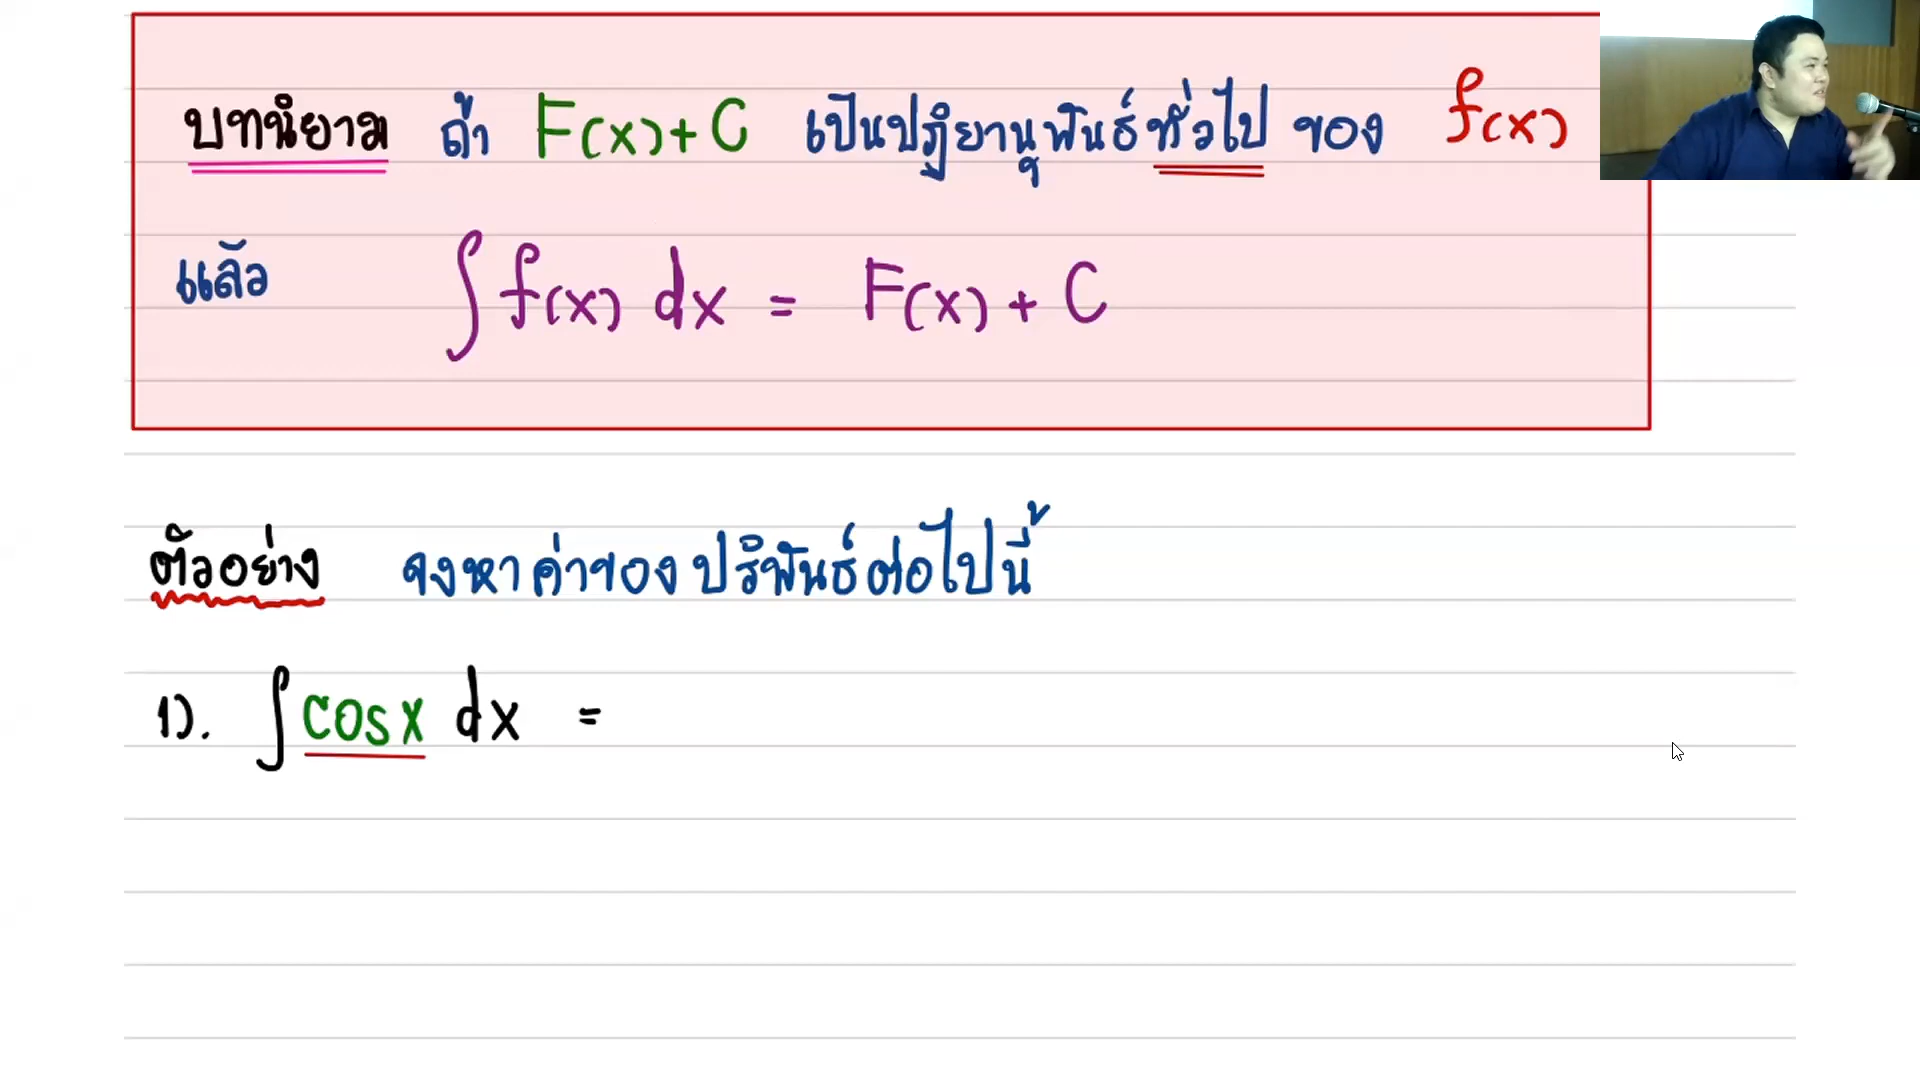 บทนิยาม ถ้า F(x)+C เป็นปฏิยานุพันธ์ทั่วไป ของ f(x)
แล้ว ∫ f(x) dx = F(x) + C
ตัวอย่าง จงหาค่าของปริพันธ์ต่อไปนี้
1). ∫ cos x dx =